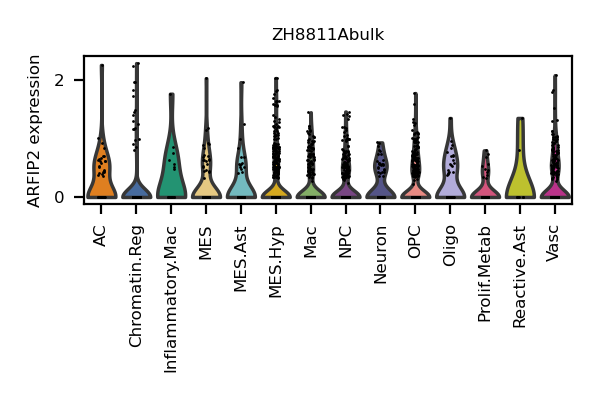 ZH8811Abulk
ARFIP2 expression
2
0
AC
Chromatin.Reg
Inflammatory.Mac
MES
MES.Ast
MES.Hyp
Mac
NPC
Neuron
OPC
Oligo
Prolif.Metab
Reactive.Ast
Vasc